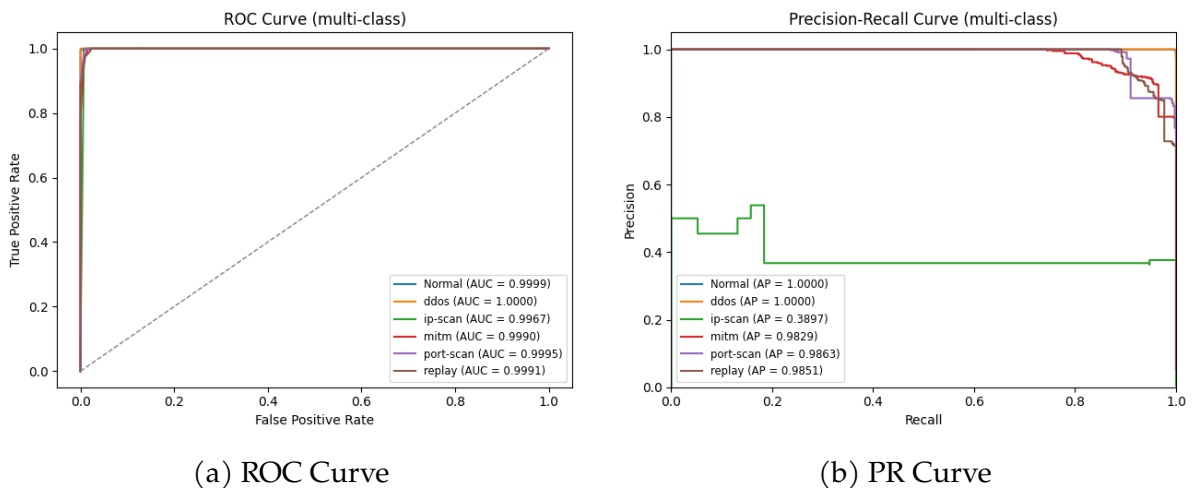 ROC Curve (multi-class)
True Positive Rate
1.0
0.8
0.6
0.4
0.2
0.0
Normal (AUC = 0.9999)
ddos (AUC = 1.0000)
ip-scan (AUC = 0.9967)
mitm (AUC = 0.9990)
port-scan (AUC = 0.9995)
replay (AUC = 0.9991)
0.0 0.2 0.4 0.6 0.8 1.0
False Positive Rate
(a) ROC Curve
Precision-Recall Curve (multi-class)
Precision
1.0
0.8
0.6
0.4
0.2
0.0
Normal (AP = 1.0000)
ddos (AP = 1.0000)
ip-scan (AP = 0.3897)
mitm (AP = 0.9829)
port-scan (AP = 0.9863)
replay (AP = 0.9851)
0.0 0.2 0.4 0.6 0.8 1.0
Recall
(b) PR Curve